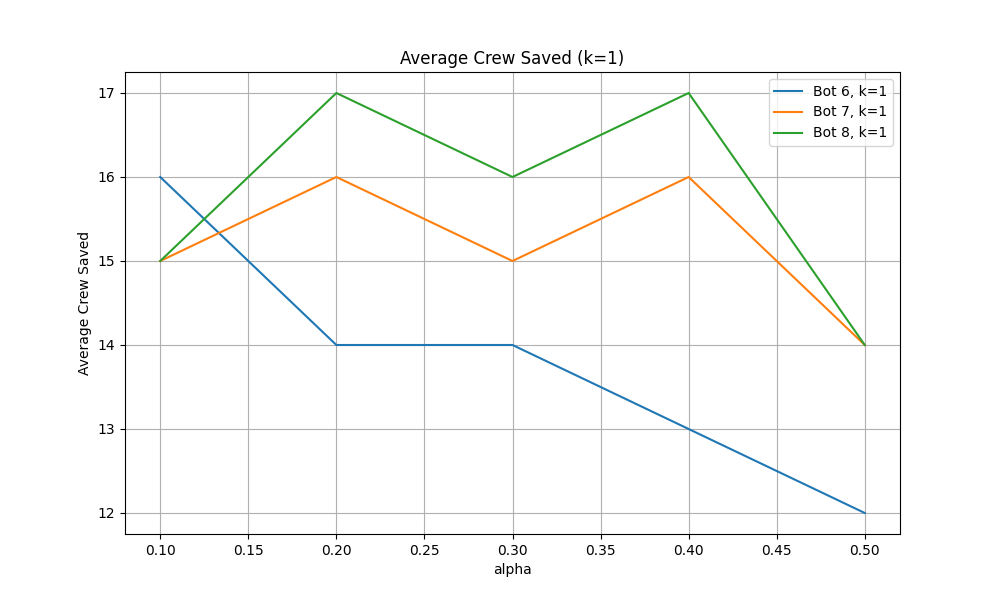 Average Crew Saved (k=1)
Bot 6, k=1
Bot 7, k=1
Bot 8, k=1
Average Crew Saved
17
16
15
14
13
12
0.10 0.15 0.20 0.25 0.30 0.35 0.40 0.45 0.50
alpha